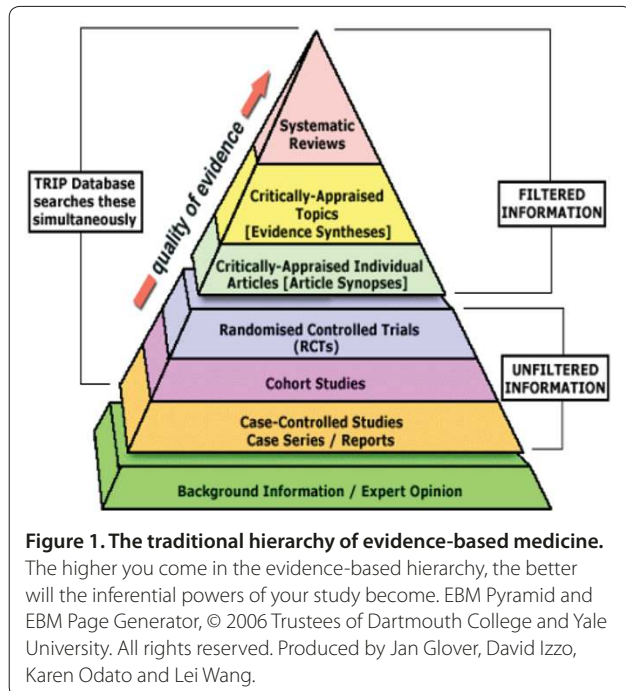 Systematic
Reviews
quality of evidence
TRIP Database
searches these
simultaneously
Critically-Appraised
Topics
[Evidence Syntheses]
FILTERED
INFORMATION
Critically-Appraised Individual
Articles [Article Synopses]
Randomised Controlled Trials
(RCTs)
UNFILTERED
INFORMATION
Cohort Studies
Case-Controlled Studies
Case Series / Reports
Background Information / Expert Opinion
Figure 1. The traditional hierarchy of evidence-based medicine.
The higher you come in the evidence-based hierarchy, the better
will the inferential powers of your study become. EBM Pyramid and
EBM Page Generator, © 2006 Trustees of Dartmouth College and Yale
University. All rights reserved. Produced by Jan Glover, David Izzo,
Karen Odato and Lei Wang.